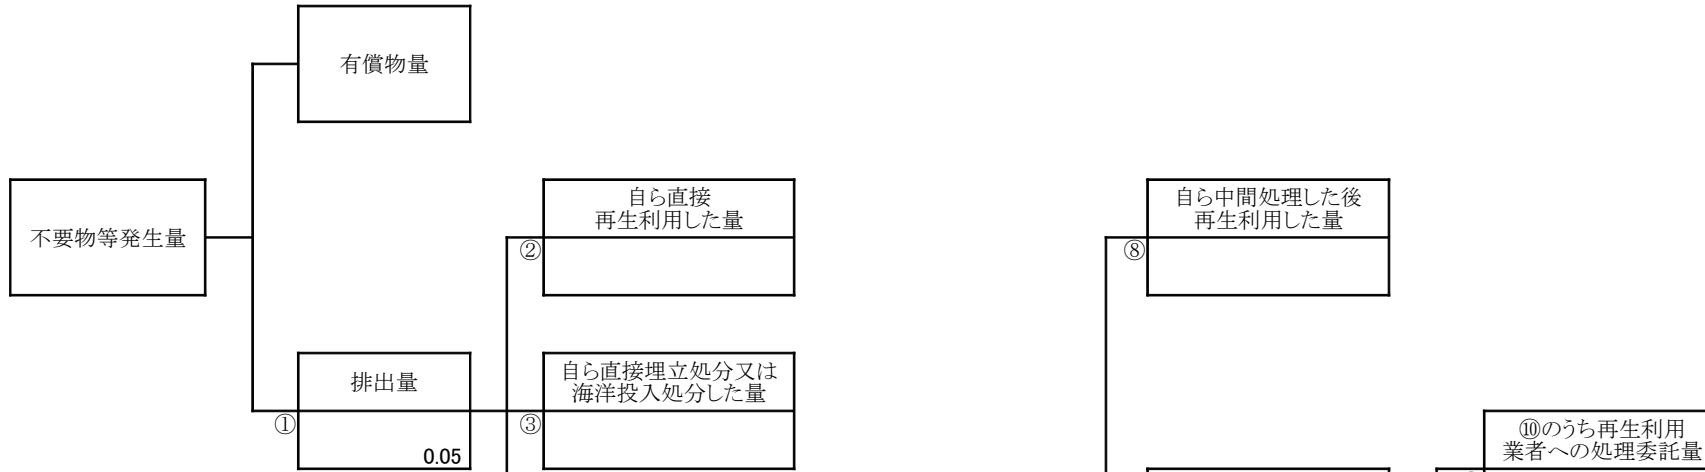 有償物量
不要物等発生量
自ら直接
再生利用した量
②
自ら中間処理した後
再生利用した量
⑧
排出量
①
0.05
自ら直接埋立処分又は
海洋投入処分した量
③
⑩のうち再生利用
業者への処理委託量